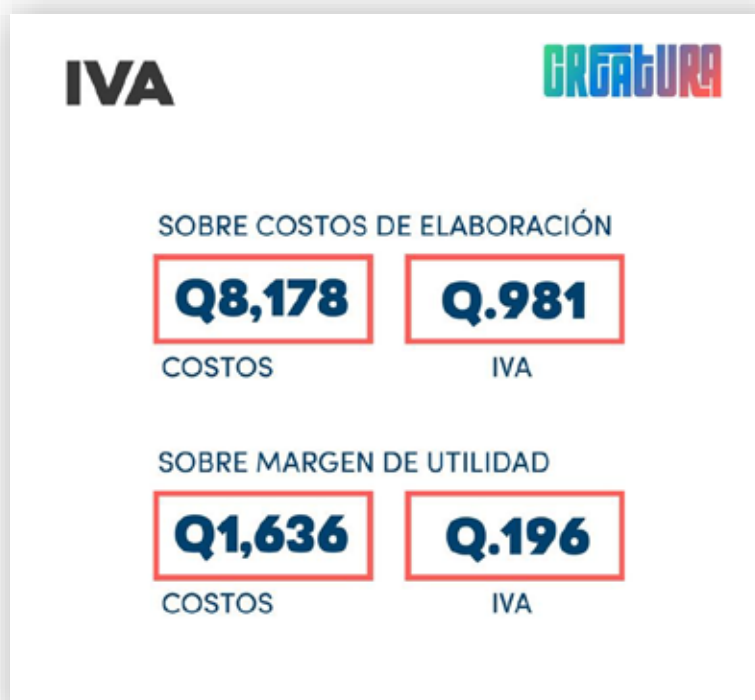 IVA
CREATURA
SOBRE COSTOS DE ELABORACIÓN
Q8,178 Q.981
COSTOS IVA
SOBRE MARGEN DE UTILIDAD
Q1,636 Q.196
COSTOS IVA